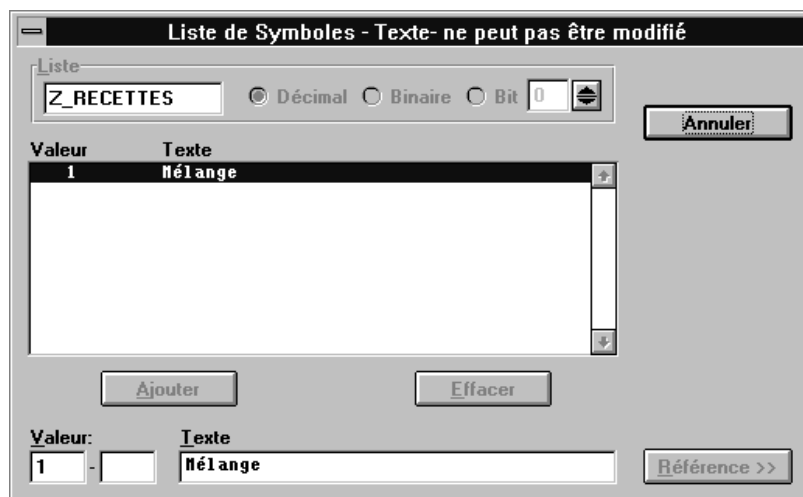 Liste de Symboles - Texte- ne peut pas être modifié
Liste
Z_RECETTES Décimal Binaire Bit 0
Annuler
Valeur Texte
1 Mélange
Ajouter Effacer
Valeur: Texte
1 - Mélange
Référence >>